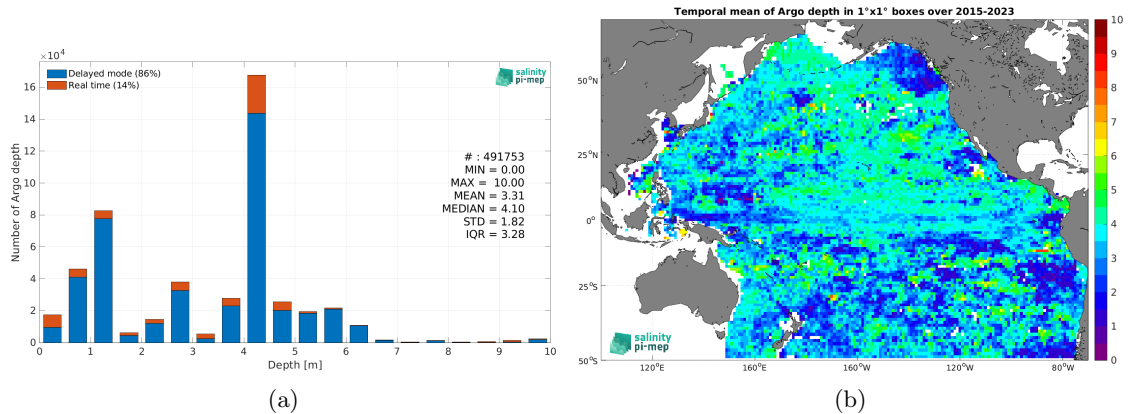 ×10⁴
Delayed mode (86%)
Real time (14%)
salinity
pi-mep
# : 491753
MIN = 0.00
MAX = 10.00
MEAN = 3.31
MEDIAN = 4.10
STD = 1.82
IQR = 3.28
Number of Argo depth
16
14
12
10
8
6
4
2
0
0 1 2 3 4 5 6 7 8 9 10
Depth [m]
(a)
Temporal mean of Argo depth in 1°x1° boxes over 2015-2023
50°N
25°N
0°
25°S
50°S
120°E 160°E 160°W 120°W 80°W
salinity
pi-mep
10
9
8
7
6
5
4
3
2
1
0
(b)